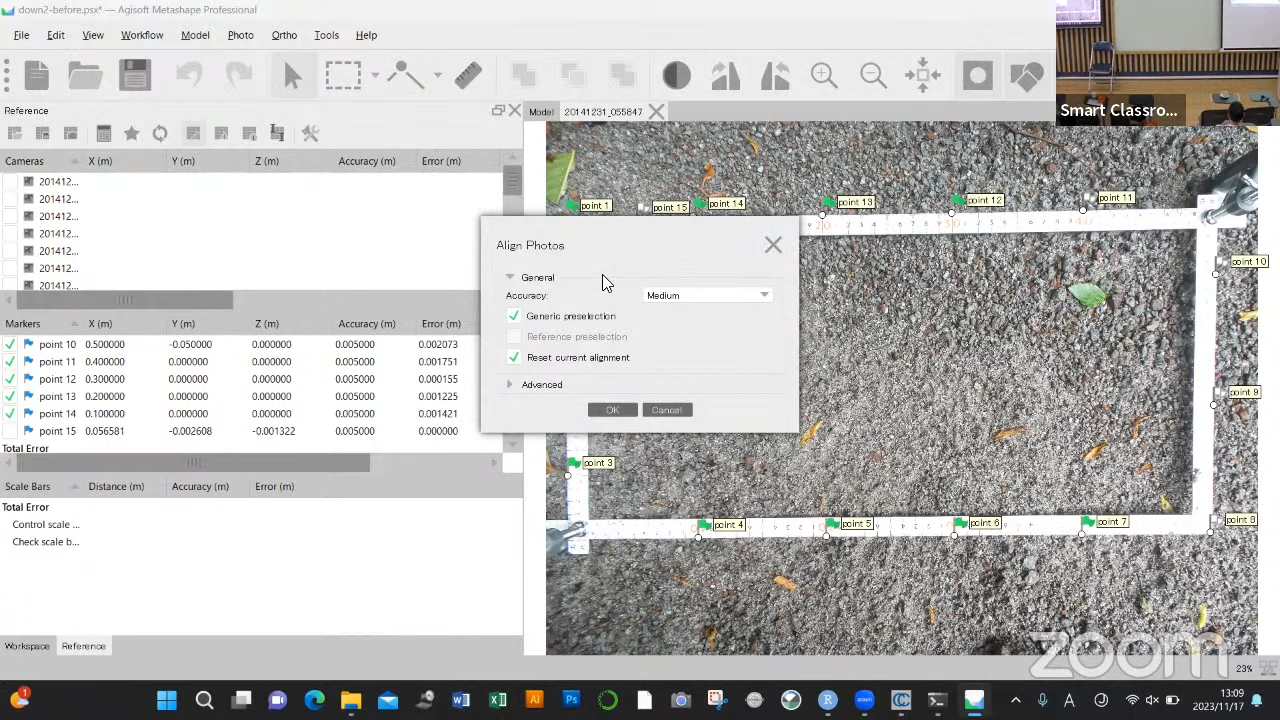 down2-before.psx* — Agisoft Metashape Professional
File Edit View Workflow Model Photo Ortho Tools Help
Reference
Model 20141231_055847
Smart Classro...
Cameras X (m) Y (m) Z (m) Accuracy (m) Error (m)
201412...
201412...
201412...
201412...
201412...
201412...
201412...
Markers X (m) Y (m) Z (m) Accuracy (m) Error (m)
point 10 0.500000 -0.050000 0.000000 0.005000 0.002073
point 11 0.400000 0.000000 0.000000 0.005000 0.001751
point 12 0.300000 0.000000 0.000000 0.005000 0.000155
point 13 0.200000 0.000000 0.000000 0.005000 0.001225
point 14 0.100000 0.000000 0.000000 0.005000 0.001421
point 15 0.056581 -0.002608 -0.001322 0.005000 0.000000
Total Error
Scale Bars Distance (m) Accuracy (m) Error (m)
Total Error
Control scale ...
Check scale b...
Workspace Reference
point 1
point 15
point 14
point 13
point 12
point 11
point 10
point 9
point 3
point 4
point 5
point 6
point 7
point 8
Align Photos
General
Accuracy: Medium
Generic preselection
Reference preselection
Reset current alignment
Advanced
OK Cancel
zoom
23%
1
13:09
2023/11/17